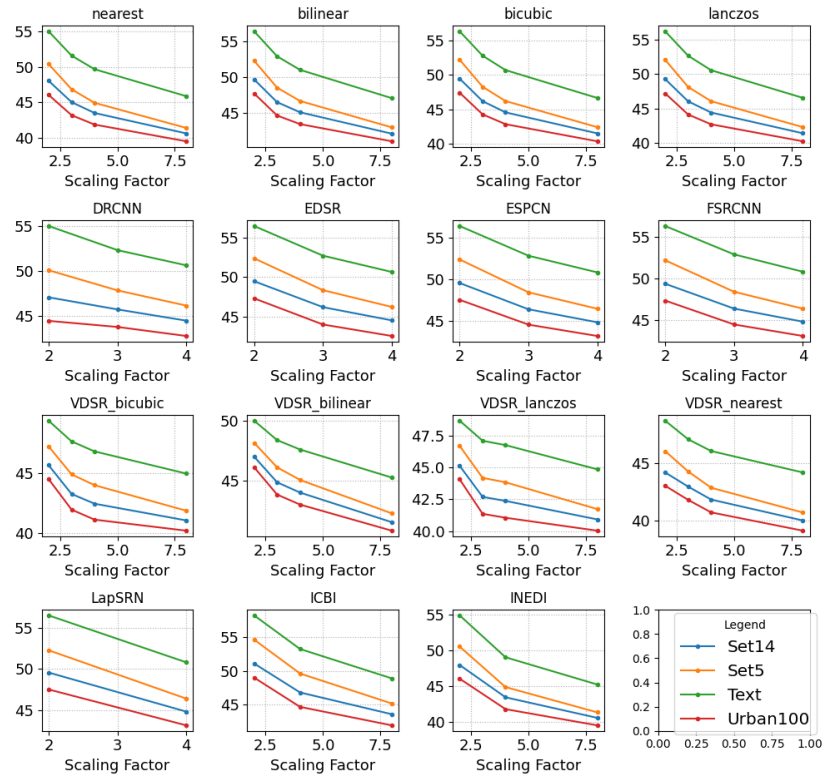 nearest bilinear bicubic lanczos
55 55 55 55
50 50 50 50
45 45 45 45
40 40 40
2.5 5.0 7.5 2.5 5.0 7.5 2.5 5.0 7.5 2.5 5.0 7.5
Scaling Factor Scaling Factor Scaling Factor Scaling Factor
DRCNN EDSR ESPCN FSRCNN
55 55 55 55
50 50 50 50
45 45 45 45
2 3 4 2 3 4 2 3 4 2 3 4
Scaling Factor Scaling Factor Scaling Factor Scaling Factor
VDSR_bicubic VDSR_bilinear VDSR_lanczos VDSR_nearest
50 47.5
45 45 45.0 45
42.5
40 40.0 40
2.5 5.0 7.5 2.5 5.0 7.5 2.5 5.0 7.5 2.5 5.0 7.5
Scaling Factor Scaling Factor Scaling Factor Scaling Factor
LapSRN ICBI INEDI
55 55 55 1.0
50 50 50 0.8
45 45 45 0.6
40 0.4
0.2
0.0
2 3 4 2.5 5.0 7.5 2.5 5.0 7.5 0.00 0.25 0.50 0.75 1.00
Scaling Factor Scaling Factor Scaling Factor
Legend
Set14
Set5
Text
Urban100